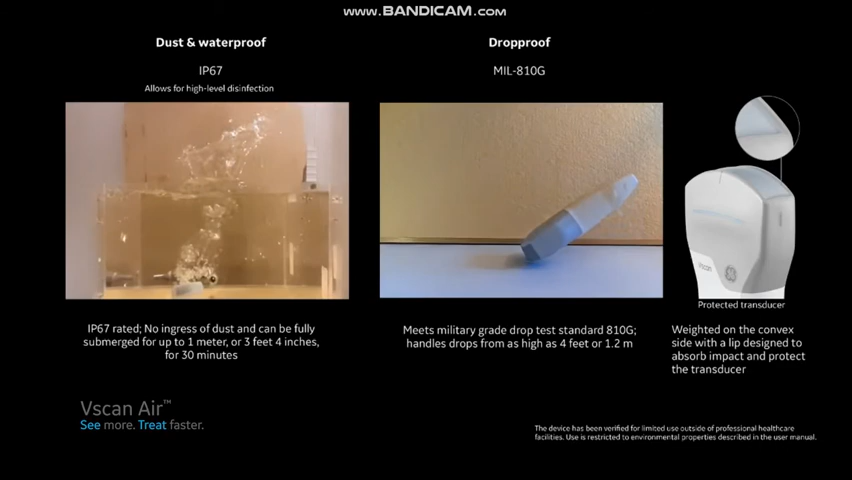 www.BANDICAM.com
Dust & waterproof
IP67
Allows for high-level disinfection
Dropproof
MIL-810G
Vscan
Protected transducer
IP67 rated; No ingress of dust and can be fully
submerged for up to 1 meter, or 3 feet 4 inches,
for 30 minutes
Meets military grade drop test standard 810G;
handles drops from as high as 4 feet or 1.2 m
Weighted on the convex
side with a lip designed to
absorb impact and protect
the transducer
Vscan Air™
See more. Treat faster.
The device has been verified for limited use outside of professional healthcare
facilities. Use is restricted to environmental properties described in the user manual.